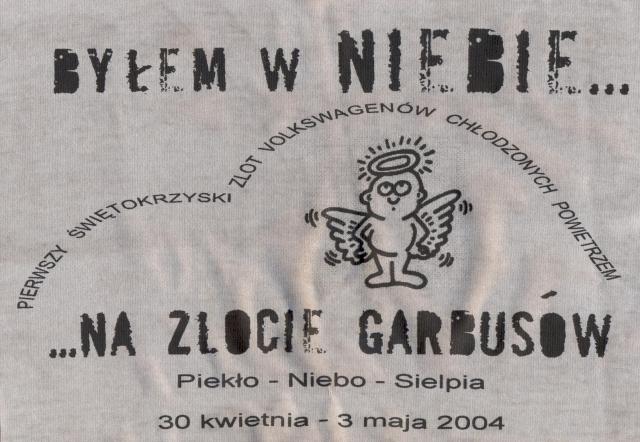 BYŁEM W NIEBIE...
PIERWSZY ŚWIĘTOKRZYSKI ZLOT VOLKSWAGENÓW CHŁODZONYCH POWIETRZEM
...NA ZLOCIE GARBUSÓW
Piekło - Niebo - Sielpia
30 kwietnia - 3 maja 2004